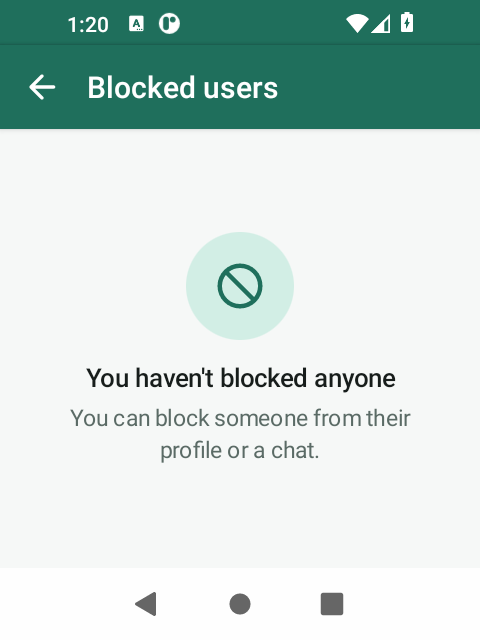 1:20
Blocked users
You haven't blocked anyone
You can block someone from their
profile or a chat.